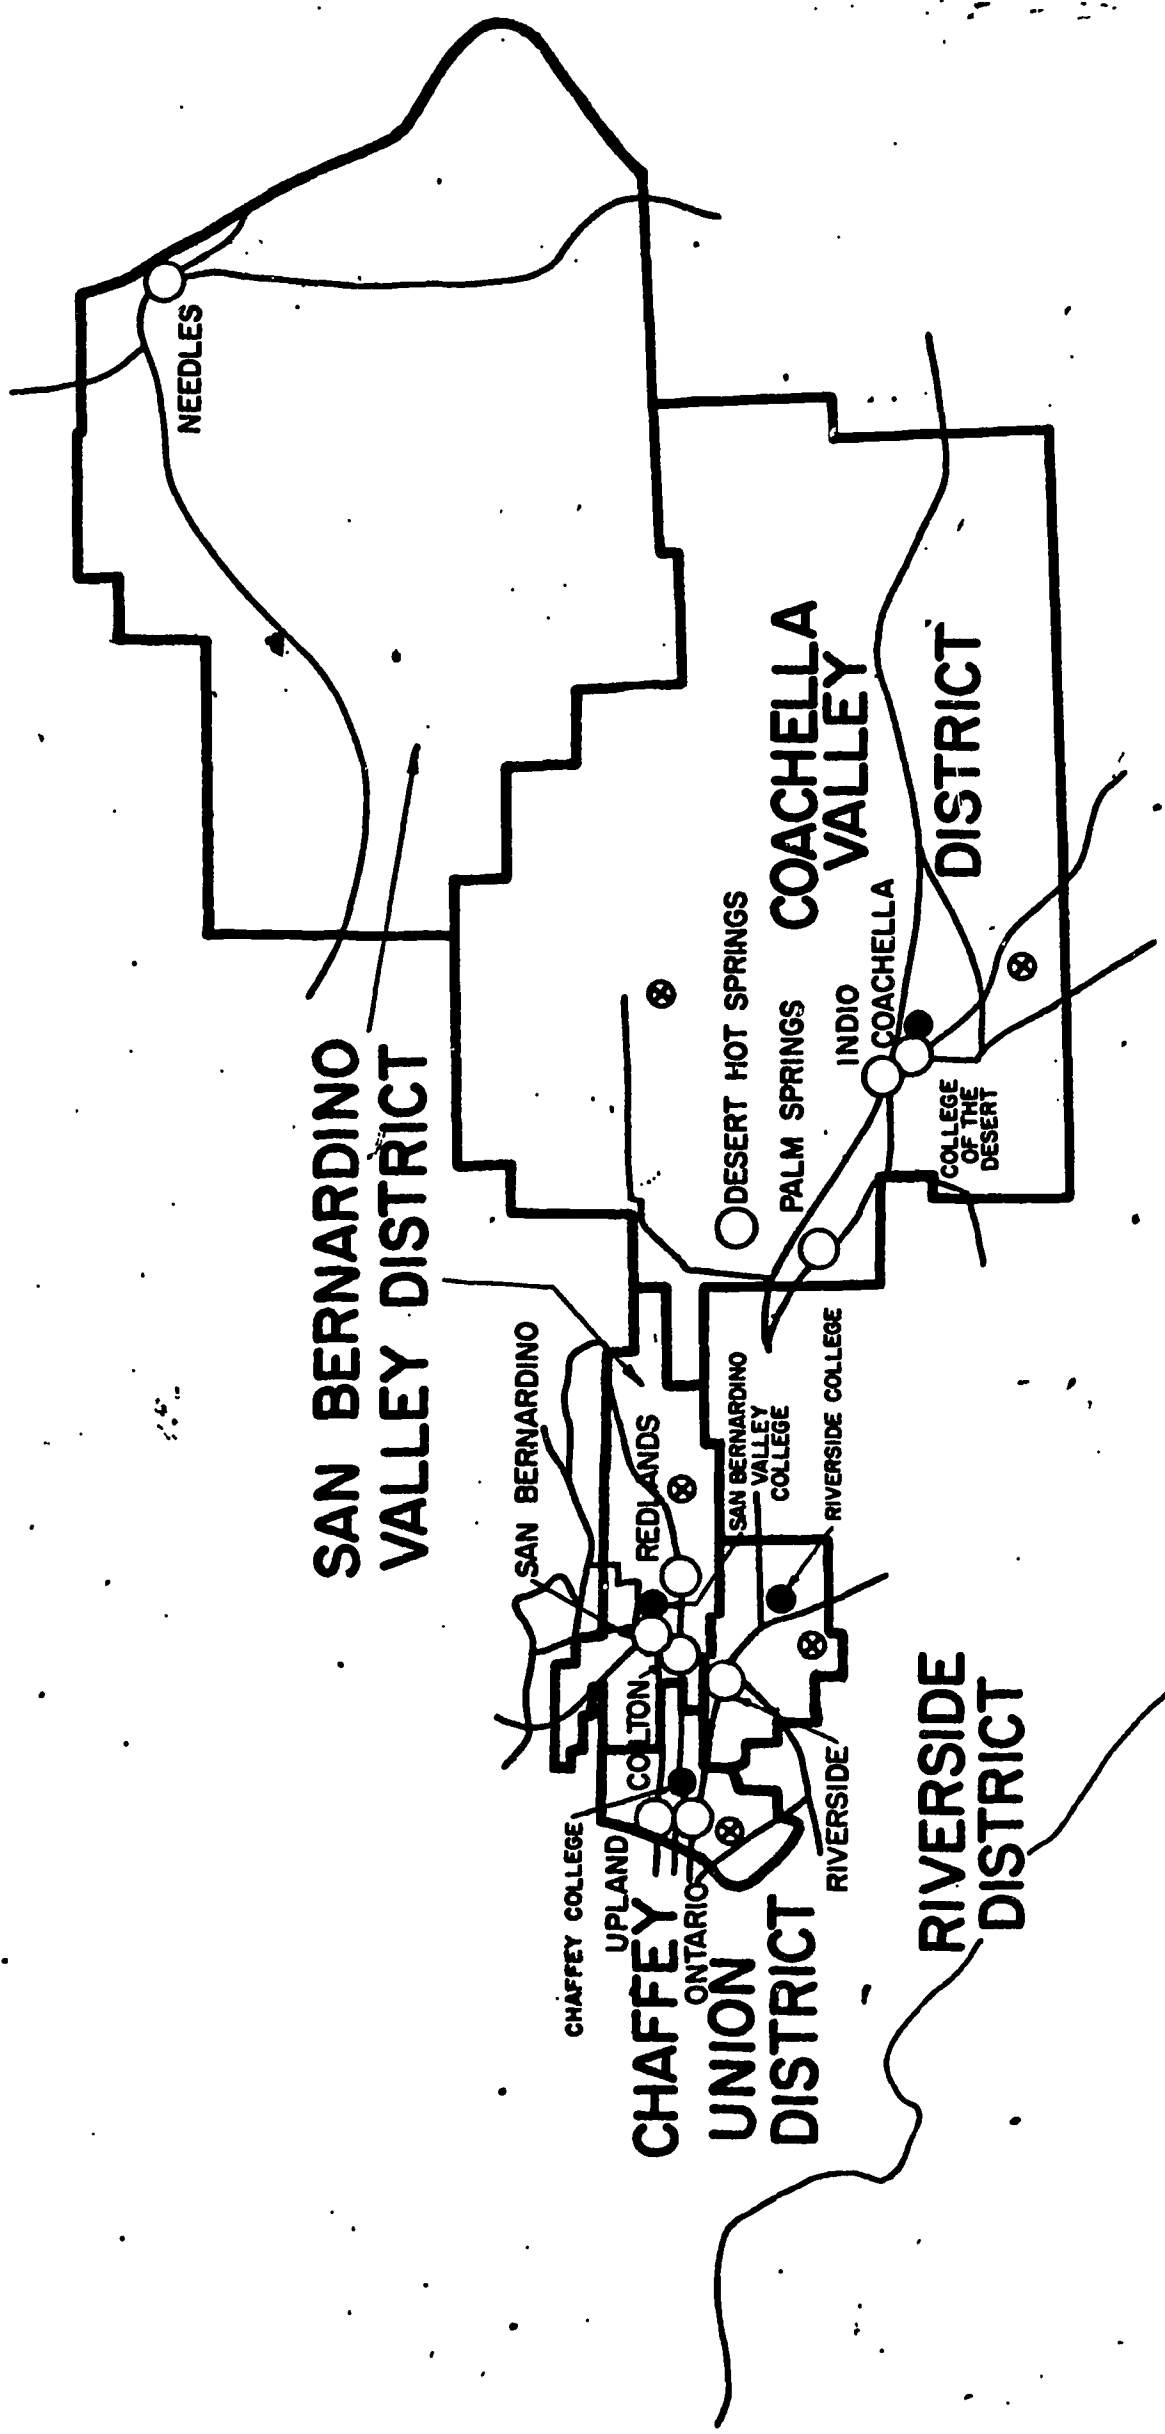 SAN BERNARDINO
VALLEY DISTRICT
NEEDLES
SAN BERNARDINO
REDLANDS
COLTON
CHAFFEY COLLEGE
UPLAND
ONTARIO
CHAFFEY
UNION
DISTRICT
SAN BERNARDINO
VALLEY
COLLEGE
RIVERSIDE COLLEGE
RIVERSIDE
RIVERSIDE
DISTRICT
DESERT HOT SPRINGS
PALM SPRINGS
INDIO
COACHELLA
COLLEGE
OF THE
DESERT
COACHELLA
VALLEY
DISTRICT